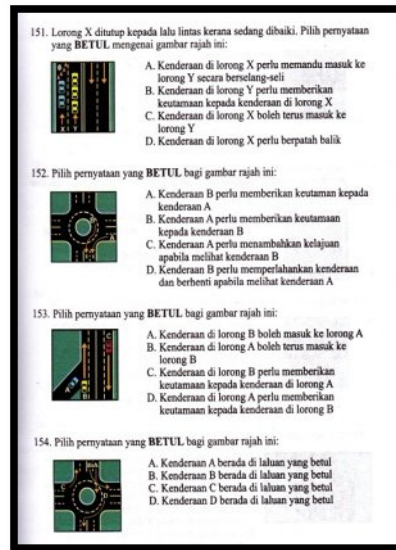 151. Lorong X ditutup kepada lalu lintas kerana sedang dibaiki. Pilih pernyataan
yang BETUL mengenai gambar rajah ini:
A. Kenderaan di lorong X perlu memandu masuk ke
lorong Y secara berselang-seli
B. Kenderaan di lorong Y perlu memberikan
keutamaan kepada kenderaan di lorong X
C. Kenderaan di lorong X boleh terus masuk ke
lorong Y
D. Kenderaan di lorong X perlu berpatah balik
X Y
152. Pilih pernyataan yang BETUL bagi gambar rajah ini:
A. Kenderaan B perlu memberikan keutaman kepada
kenderaan A
B. Kenderaan A perlu memberikan keutamaan
kepada kenderaan B
C. Kenderaan A perlu menambahkan kelajuan
apabila melihat kenderaan B
D. Kenderaan B perlu memperlahankan kenderaan
dan berhenti apabila melihat kenderaan A
A
153. Pilih pernyataan yang BETUL bagi gambar rajah ini:
A. Kenderaan di lorong B boleh masuk ke lorong A
B. Kenderaan di lorong A boleh terus masuk ke
lorong B
C. Kenderaan di lorong B perlu memberikan
keutamaan kepada kenderaan di lorong A
D. Kenderaan di lorong A perlu memberikan
keutamaan kepada kenderaan di lorong B
C
A B
154. Pilih pernyataan yang BETUL bagi gambar rajah ini:
A. Kenderaan A berada di laluan yang betul
B. Kenderaan B berada di laluan yang betul
C. Kenderaan C berada di laluan yang betul
D. Kenderaan D berada di laluan yang betul